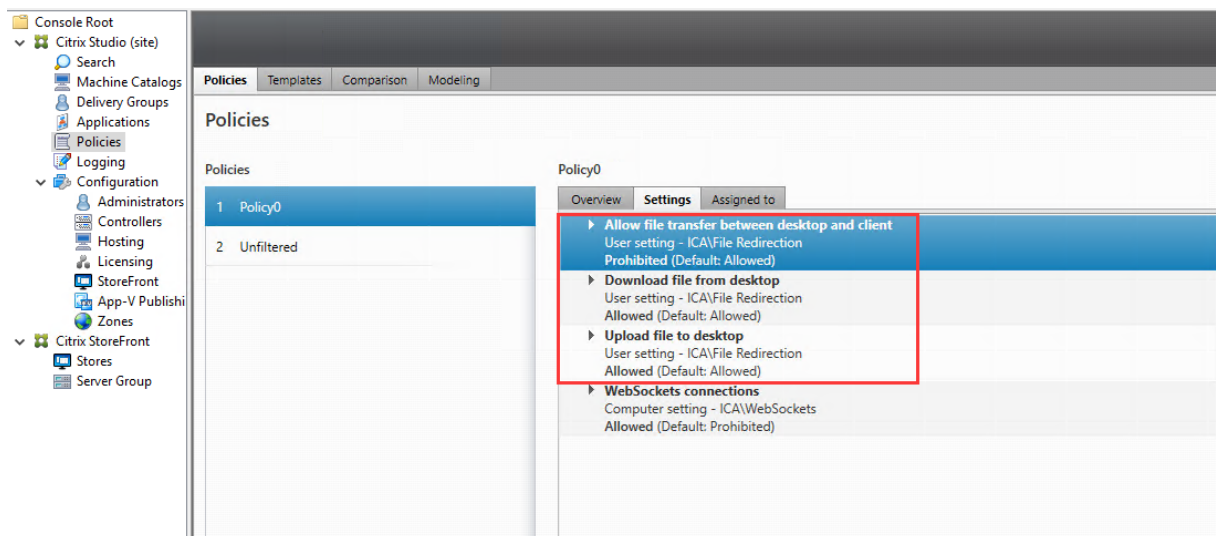 Console Root
Citrix Studio (site)
Search
Machine Catalogs
Delivery Groups
Applications
Policies
Logging
Configuration
Administrators
Controllers
Hosting
Licensing
StoreFront
App-V Publishi
Zones
Citrix StoreFront
Stores
Server Group
Policies Templates Comparison Modeling
Policies
Policies
1 Policy0
2 Unfiltered
Policy0
Overview Settings Assigned to
Allow file transfer between desktop and client
User setting - ICA\File Redirection
Prohibited (Default: Allowed)
Download file from desktop
User setting - ICA\File Redirection
Allowed (Default: Allowed)
Upload file to desktop
User setting - ICA\File Redirection
Allowed (Default: Allowed)
WebSockets connections
Computer setting - ICA\WebSockets
Allowed (Default: Prohibited)